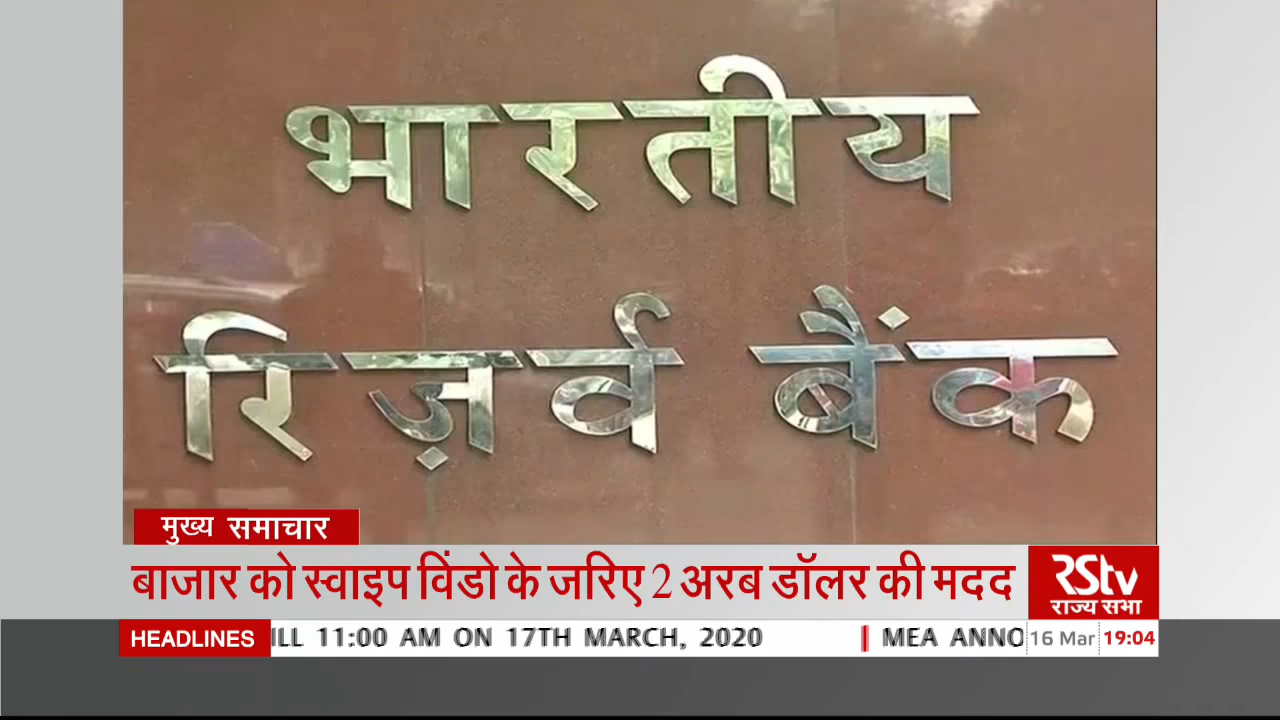 भारतीय
रिज़र्व बैंक
मुख्य समाचार
बाजार को स्वाइप विंडो के जरिए 2 अरब डॉलर की मदद
RStv
राज्य सभा
HEADLINES ILL 11:00 AM ON 17TH MARCH, 2020 | MEA ANNO 16 Mar 19:04